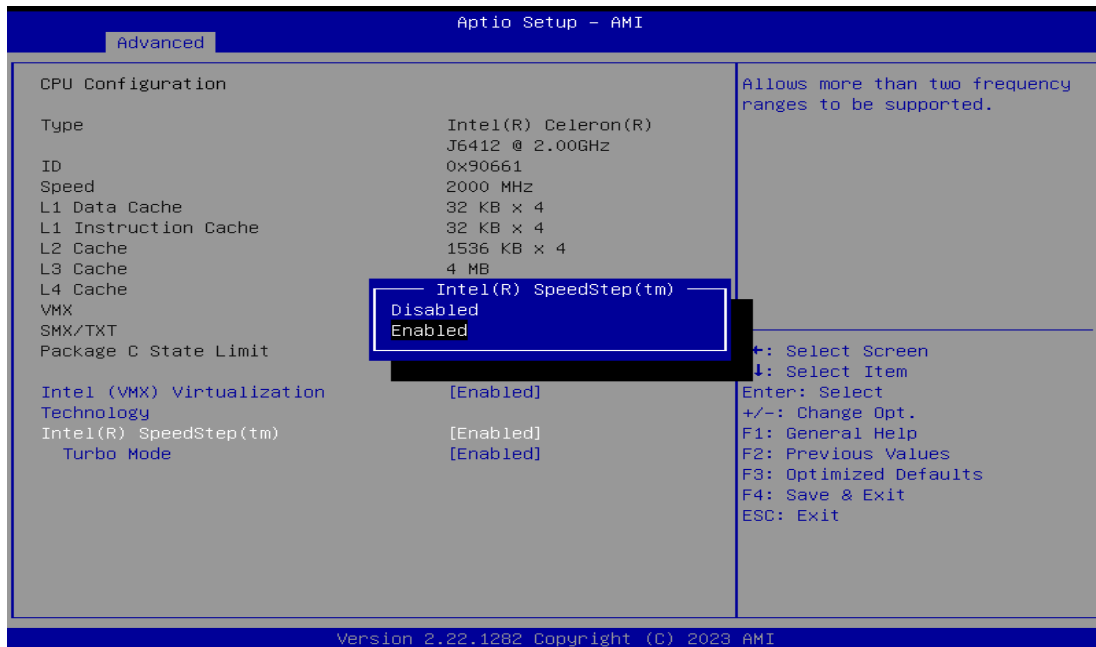 Aptio Setup – AMI
Advanced
CPU Configuration
Type Intel(R) Celeron(R)
J6412 @ 2.00GHz
ID 0x90661
Speed 2000 MHz
L1 Data Cache 32 KB x 4
L1 Instruction Cache 32 KB x 4
L2 Cache 1536 KB x 4
L3 Cache 4 MB
L4 Cache
VMX
SMX/TXT
Package C State Limit
Intel (VMX) Virtualization [Enabled]
Technology
Intel(R) SpeedStep(tm) [Enabled]
Turbo Mode [Enabled]
Intel(R) SpeedStep(tm)
Disabled
Enabled
Allows more than two frequency
ranges to be supported.
←: Select Screen
↓: Select Item
Enter: Select
+/-: Change Opt.
F1: General Help
F2: Previous Values
F3: Optimized Defaults
F4: Save & Exit
ESC: Exit
Version 2.22.1282 Copyright (C) 2023 AMI